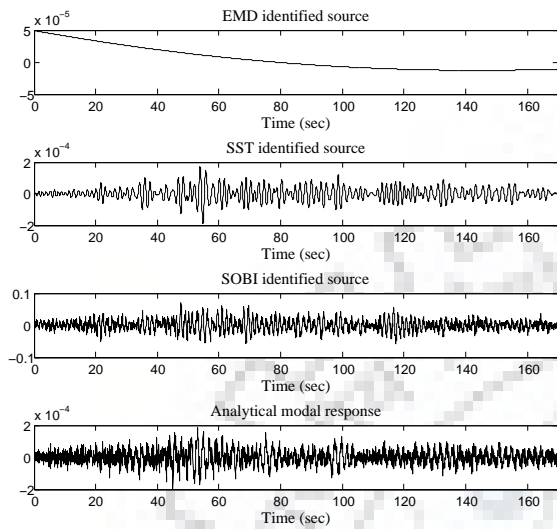 EMD identified source
x 10⁻⁵
5
0
−5
0 20 40 60 80 100 120 140 160
Time (sec)
SST identified source
x 10⁻⁴
2
0
−2
0 20 40 60 80 100 120 140 160
Time (sec)
SOBI identified source
0.1
0
−0.1
0 20 40 60 80 100 120 140 160
Time (sec)
Analytical modal response
x 10⁻⁴
2
0
−2
0 20 40 60 80 100 120 140 160
Time (sec)